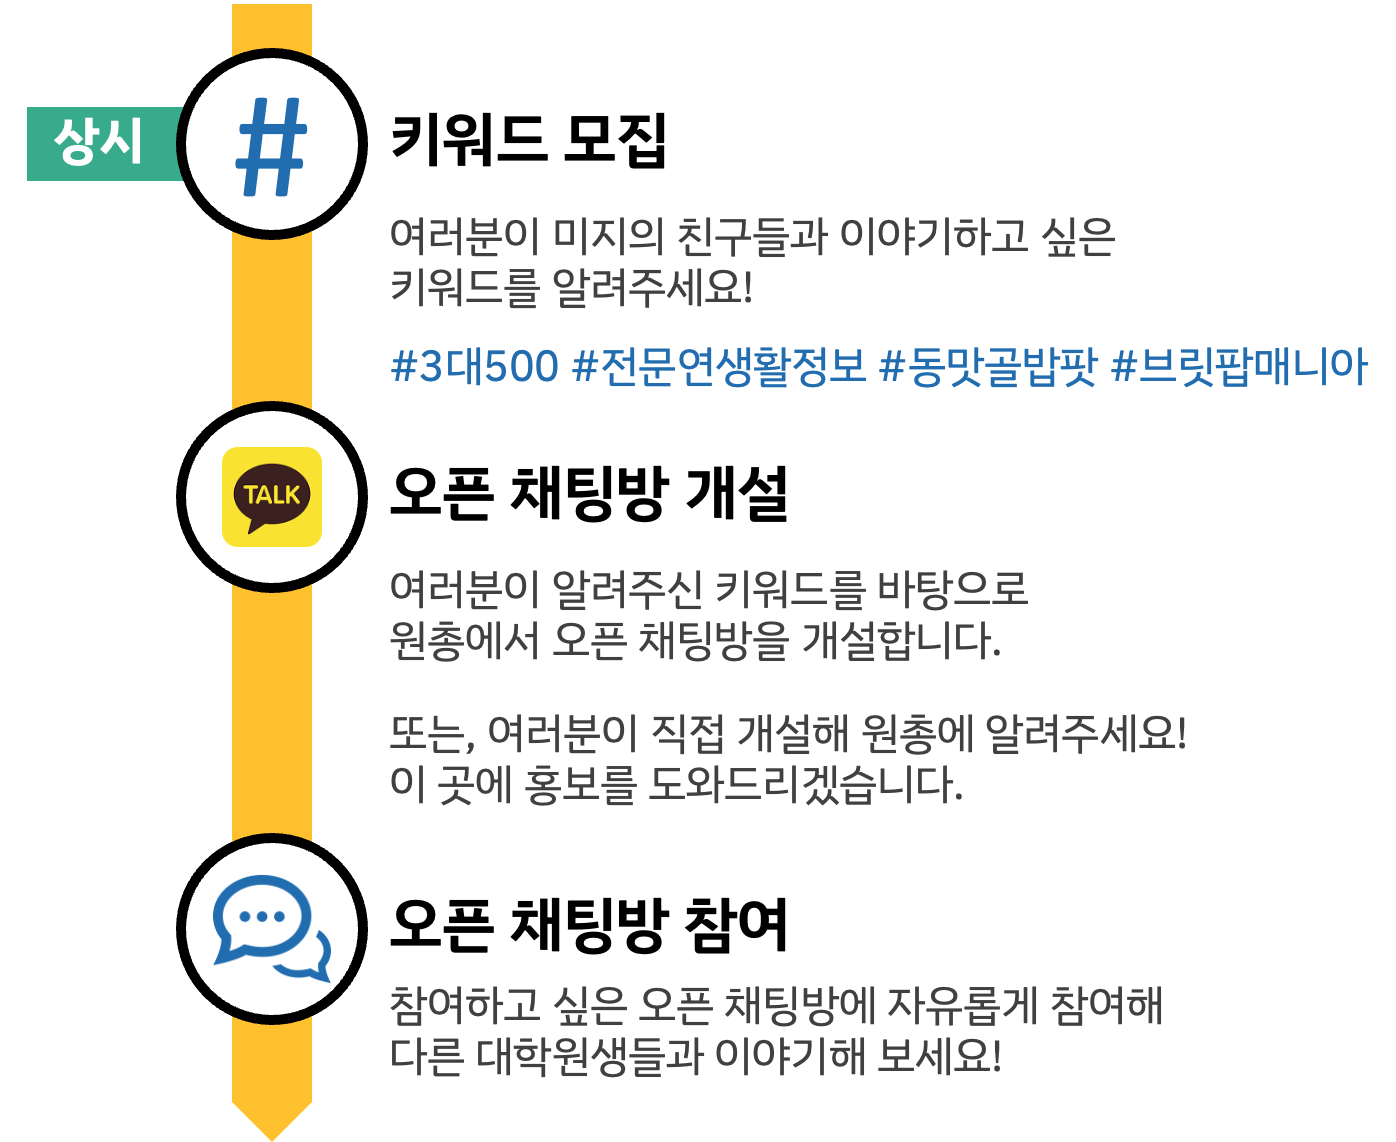 상시
#
키워드 모집
여러분이 미지의 친구들과 이야기하고 싶은
키워드를 알려주세요!
#3대500 #전문연생활정보 #동맛골밥팟 #브릿팝매니아
TALK
오픈 채팅방 개설
여러분이 알려주신 키워드를 바탕으로
원총에서 오픈 채팅방을 개설합니다.
또는, 여러분이 직접 개설해 원총에 알려주세요!
이 곳에 홍보를 도와드리겠습니다.
오픈 채팅방 참여
참여하고 싶은 오픈 채팅방에 자유롭게 참여해
다른 대학원생들과 이야기해 보세요!